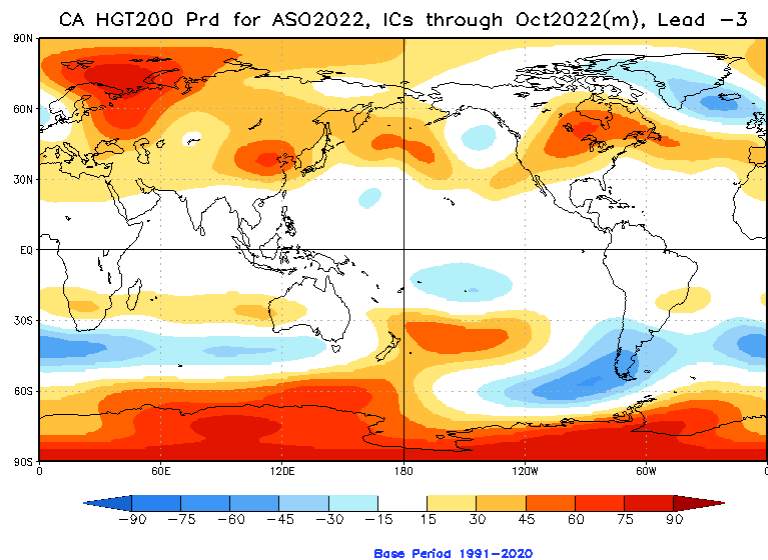 CA HGT200 Prd for ASO2022, ICs through Oct2022(m), Lead -3
90N
60N
30N
EQ
30S
60S
90S
0 60E 120E 180 120W 60W 0
-90 -75 -60 -45 -30 -15 15 30 45 60 75 90
Base Period 1991-2020